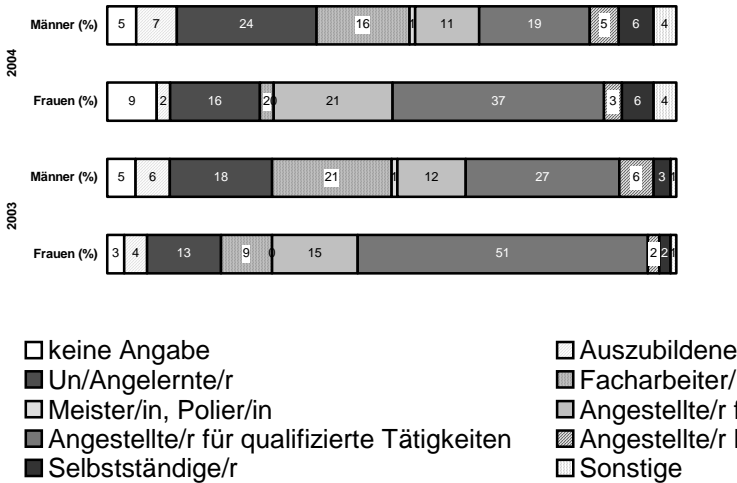 2004
Männer (%) 5 7 24 16 1 11 19 5 6 4
Frauen (%) 9 2 16 2 0 21 37 3 6 4
2003
Männer (%) 5 6 18 21 1 12 27 6 3 1
Frauen (%) 3 4 13 9 0 15 51 2 2 1
keine Angabe Auszubildene
Un/Angelernte/r Facharbeiter/
Meister/in, Polier/in Angestellte/r
Angestellte/r für qualifizierte Tätigkeiten Angestellte/r
Selbstständige/r Sonstige